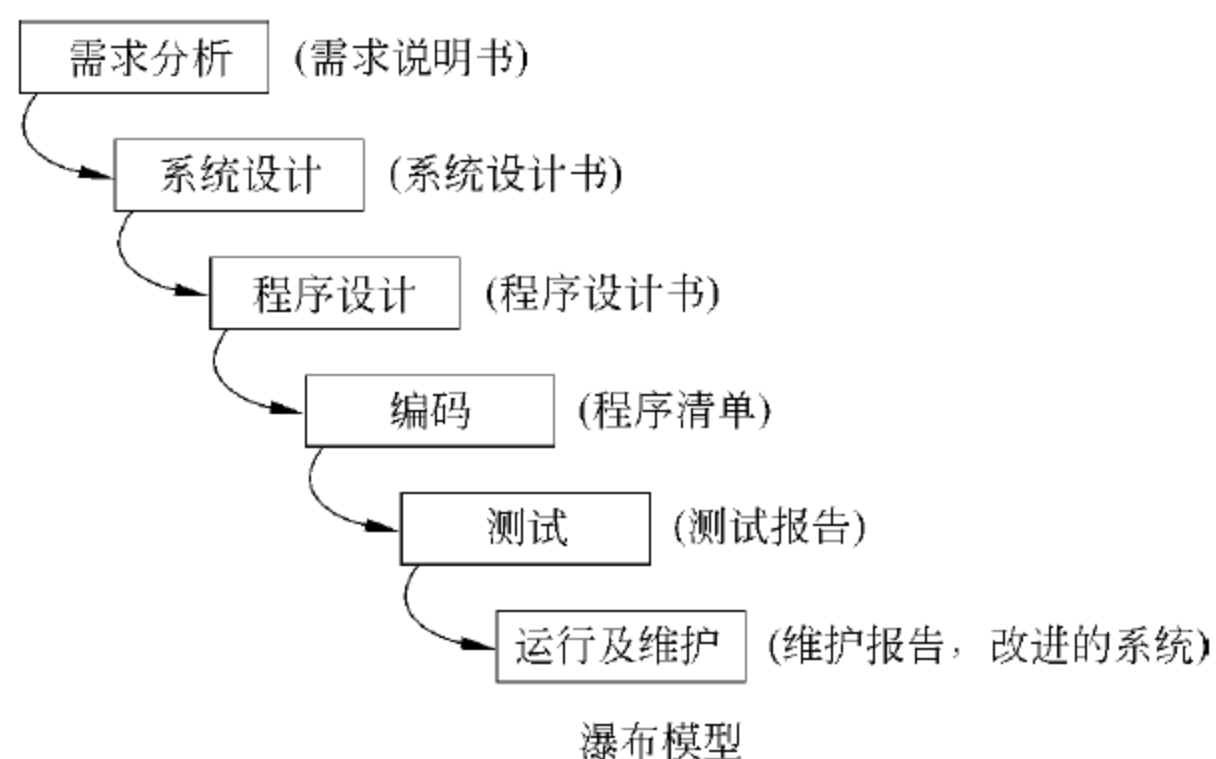 需求分析 (需求说明书)
系统设计 (系统设计书)
程序设计 (程序设计书)
编码 (程序清单)
测试 (测试报告)
运行及维护 (维护报告，改进的系统)
瀑布模型